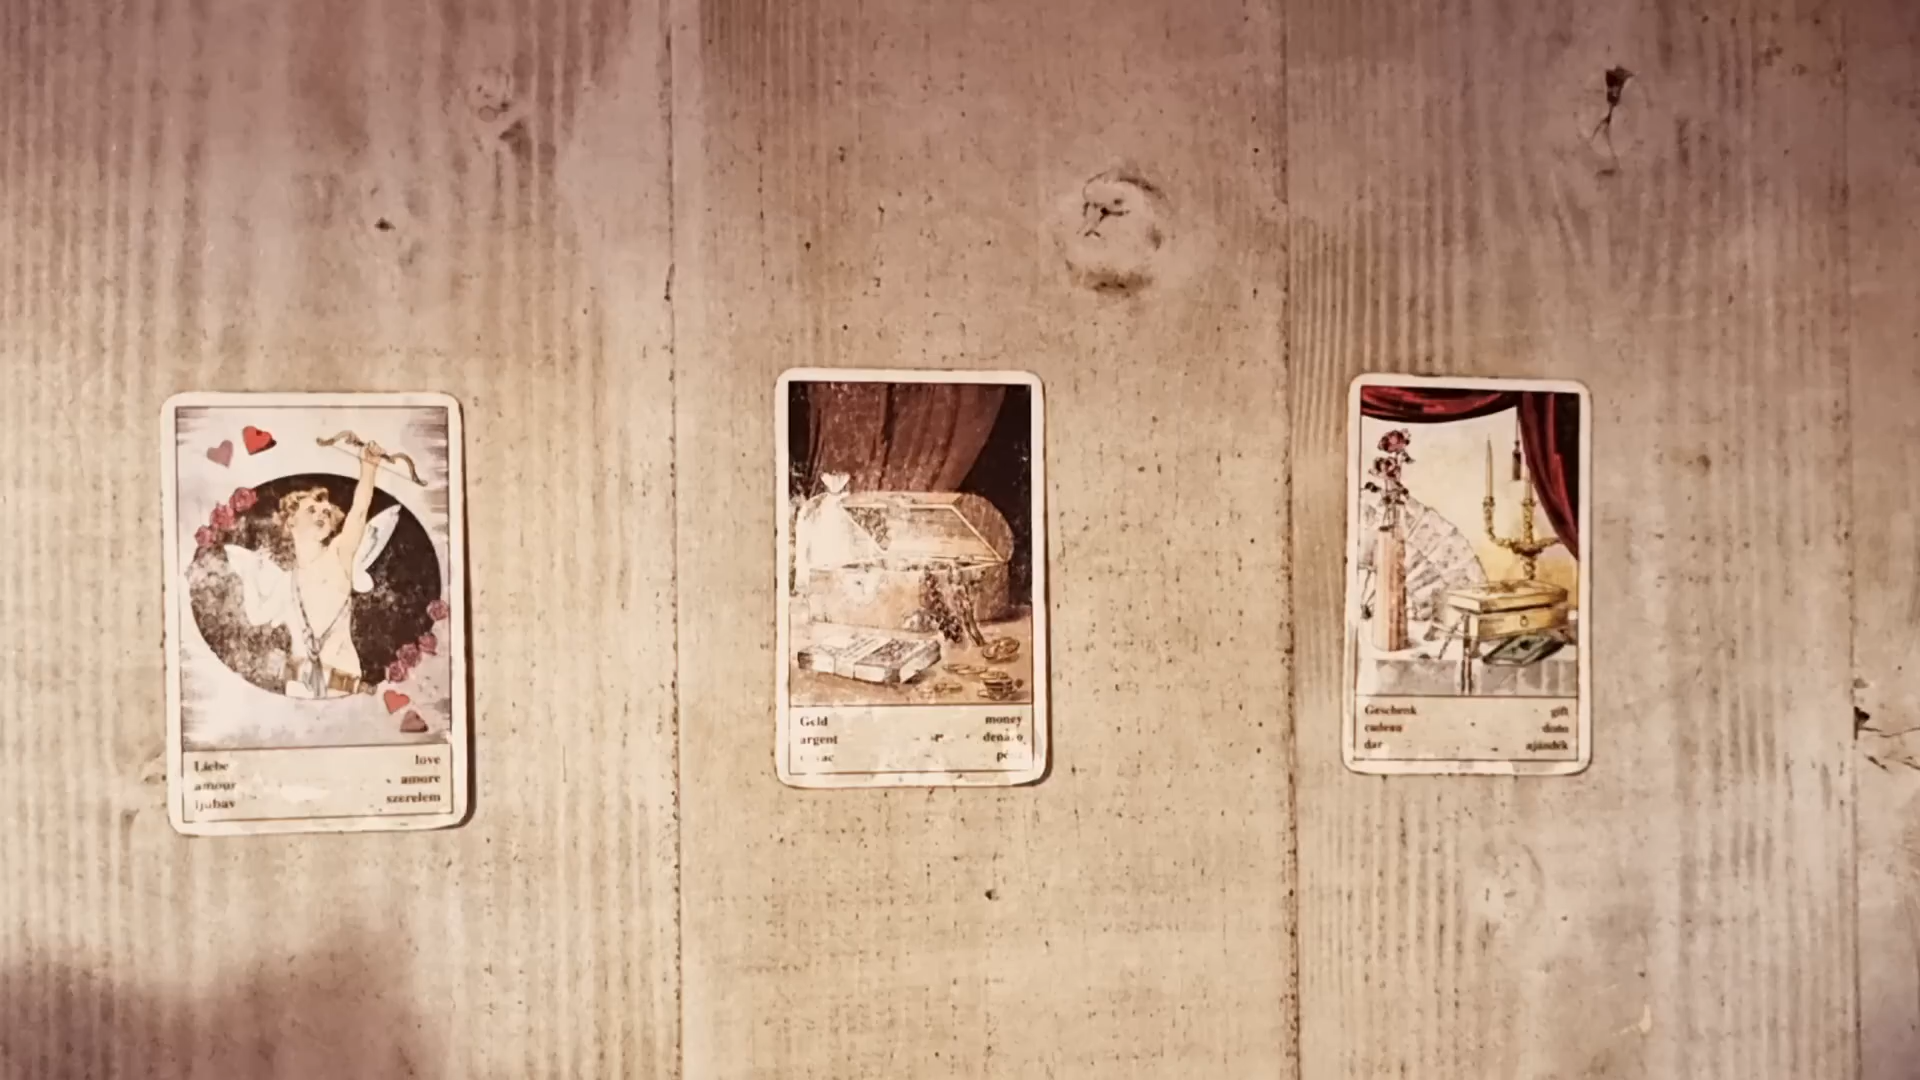 Liebe love
amour amore
ljubav szerelem
Geld money
argent denaro
Geschenk gift
cadeau dono
dar ajándék